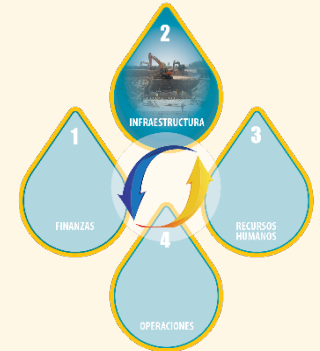 2
INFRAESTRUCTURA
1
FINANZAS
3
RECURSOS
HUMANOS
4
OPERACIONES